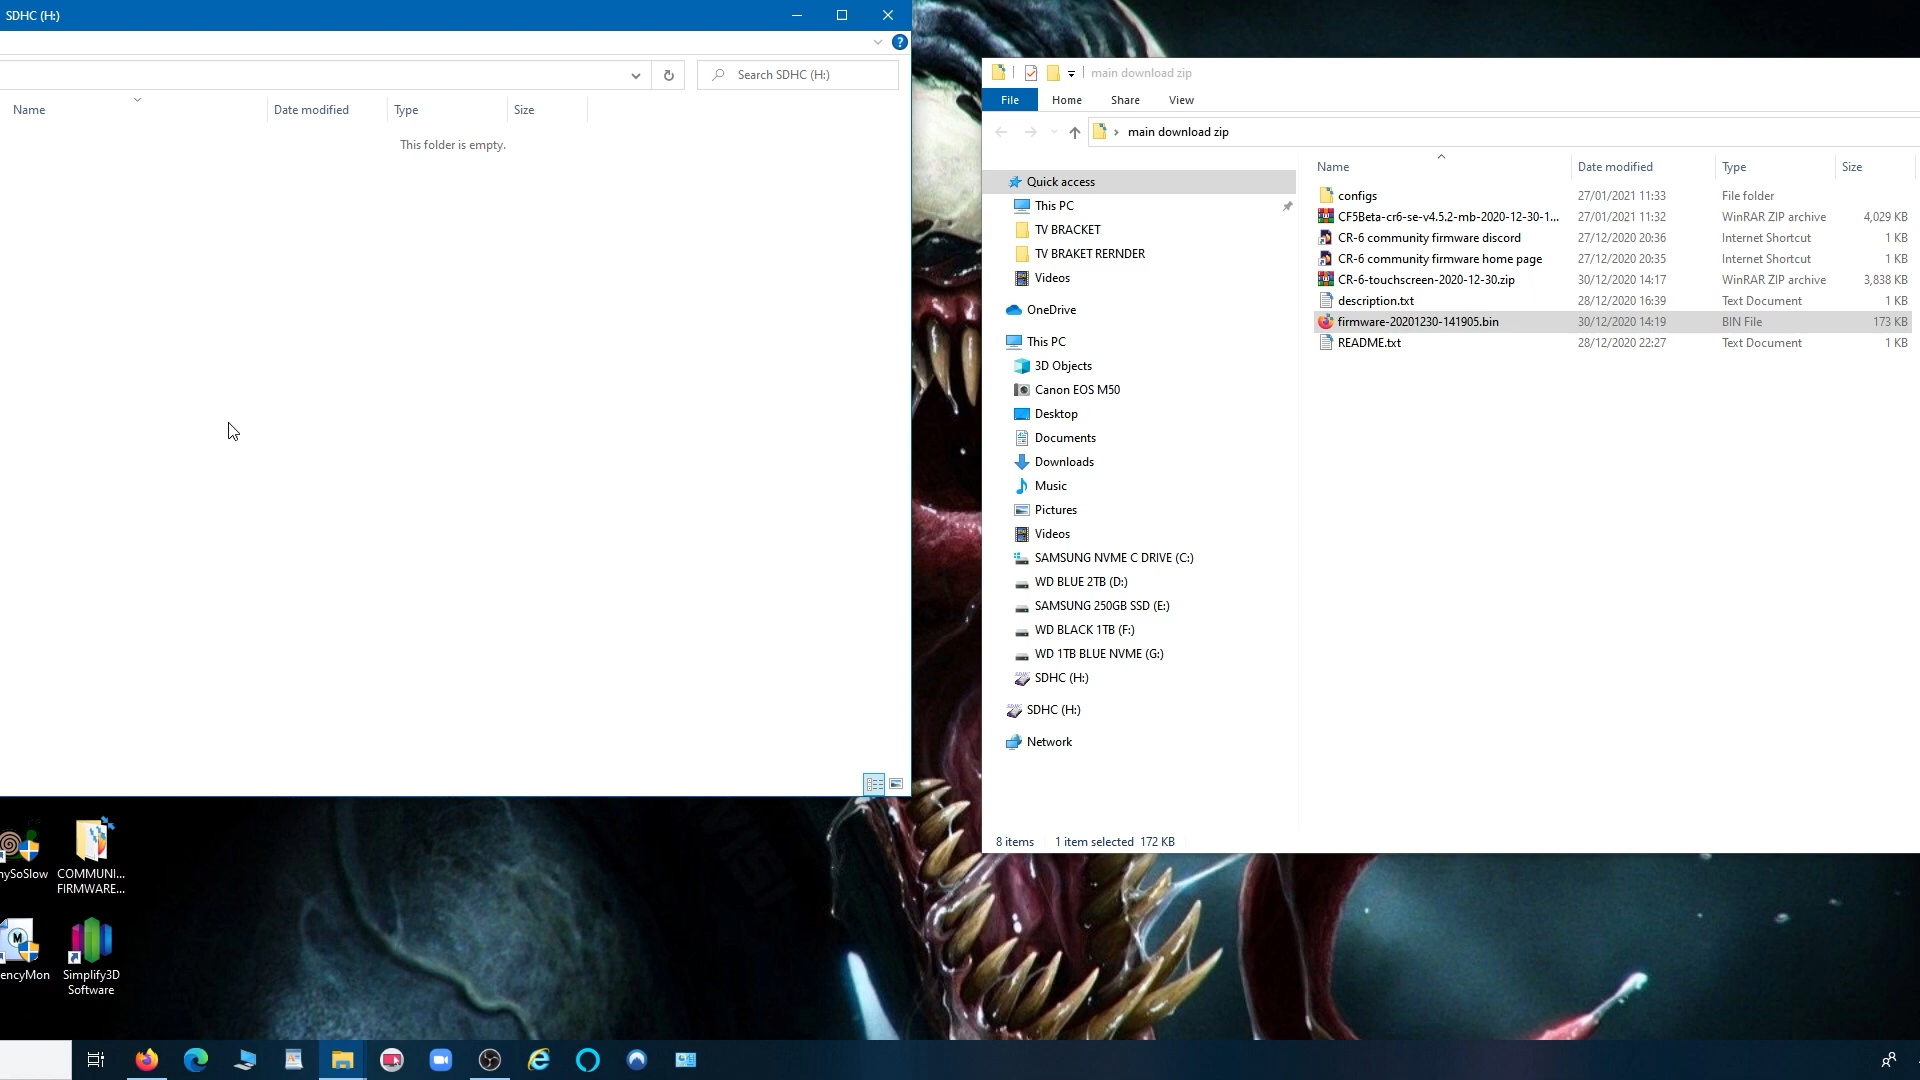 SDHC (H:)
Search SDHC (H:)
Name Date modified Type Size
This folder is empty.
main download zip
File Home Share View
main download zip
Name Date modified Type Size
Quick access
This PC
TV BRACKET
TV BRAKET RERNDER
Videos
OneDrive
This PC
3D Objects
Canon EOS M50
Desktop
Documents
Downloads
Music
Pictures
Videos
SAMSUNG NVME C DRIVE (C:)
WD BLUE 2TB (D:)
SAMSUNG 250GB SSD (E:)
WD BLACK 1TB (F:)
WD 1TB BLUE NVME (G:)
SDHC (H:)
SDHC (H:)
Network
configs 27/01/2021 11:33 File folder
CF5Beta-cr6-se-v4.5.2-mb-2020-12-30-1... 27/01/2021 11:32 WinRAR ZIP archive 4,029 KB
CR-6 community firmware discord 27/12/2020 20:36 Internet Shortcut 1 KB
CR-6 community firmware home page 27/12/2020 20:35 Internet Shortcut 1 KB
CR-6-touchscreen-2020-12-30.zip 30/12/2020 14:17 WinRAR ZIP archive 3,838 KB
description.txt 28/12/2020 16:39 Text Document 1 KB
firmware-20201230-141905.bin 30/12/2020 14:19 BIN File 173 KB
README.txt 28/12/2020 22:27 Text Document 1 KB
8 items 1 item selected 172 KB
nySoSlow
COMMUNI...
FIRMWARE...
encyMon
Simplify3D
Software